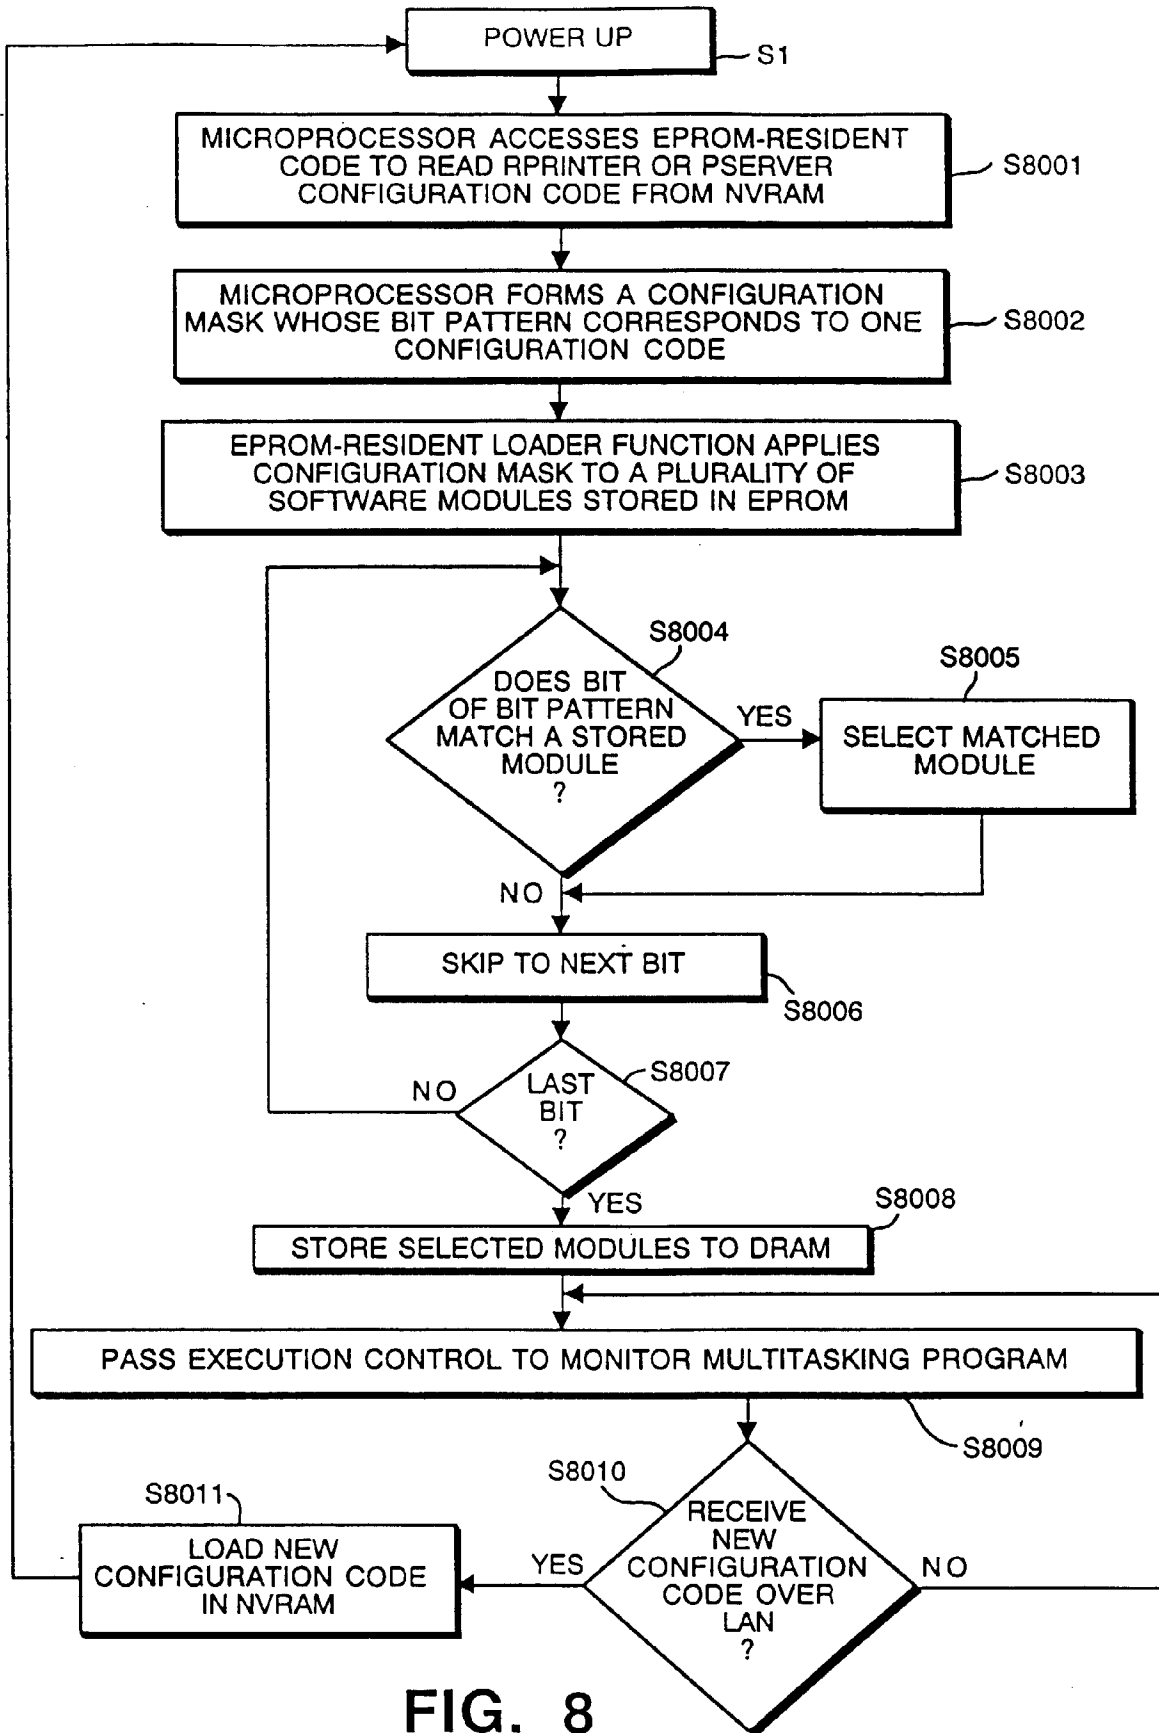 POWER UP
S1
MICROPROCESSOR ACCESSES EPROM-RESIDENT
CODE TO READ RPRINTER OR PSERVER
CONFIGURATION CODE FROM NVRAM
S8001
MICROPROCESSOR FORMS A CONFIGURATION
MASK WHOSE BIT PATTERN CORRESPONDS TO ONE
CONFIGURATION CODE
S8002
EPROM-RESIDENT LOADER FUNCTION APPLIES
CONFIGURATION MASK TO A PLURALITY OF
SOFTWARE MODULES STORED IN EPROM
S8003
S8004
DOES BIT
OF BIT PATTERN
MATCH A STORED
MODULE
?
YES
S8005
SELECT MATCHED
MODULE
NO
SKIP TO NEXT BIT
S8006
S8007
LAST
BIT
?
NO
YES
S8008
STORE SELECTED MODULES TO DRAM
PASS EXECUTION CONTROL TO MONITOR MULTITASKING PROGRAM
S8009
S8010
RECEIVE
NEW
CONFIGURATION
CODE OVER
LAN
?
YES
NO
S8011
LOAD NEW
CONFIGURATION CODE
IN NVRAM
FIG. 8